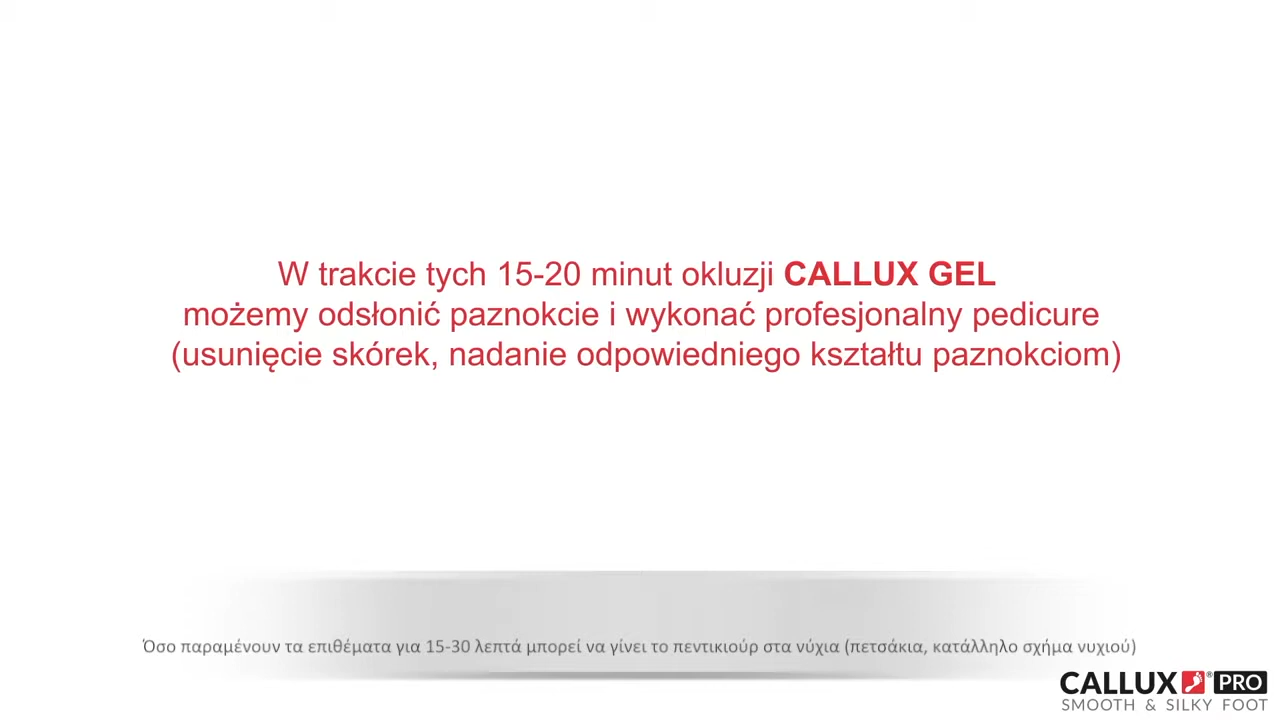 W trakcie tych 15-20 minut okluzji CALLUX GEL
możemy odsłonić paznokcie i wykonać profesjonalny pedicure
(usunięcie skórek, nadanie odpowiedniego kształtu paznokciom)
Όσο παραμένουν τα επιθέματα για 15-30 λεπτά μπορεί να γίνει το πεντικιούρ στα νύχια (πετσάκια, κατάλληλο σχήμα νυχιού)
CALLUX® PRO
SMOOTH & SILKY FOOT